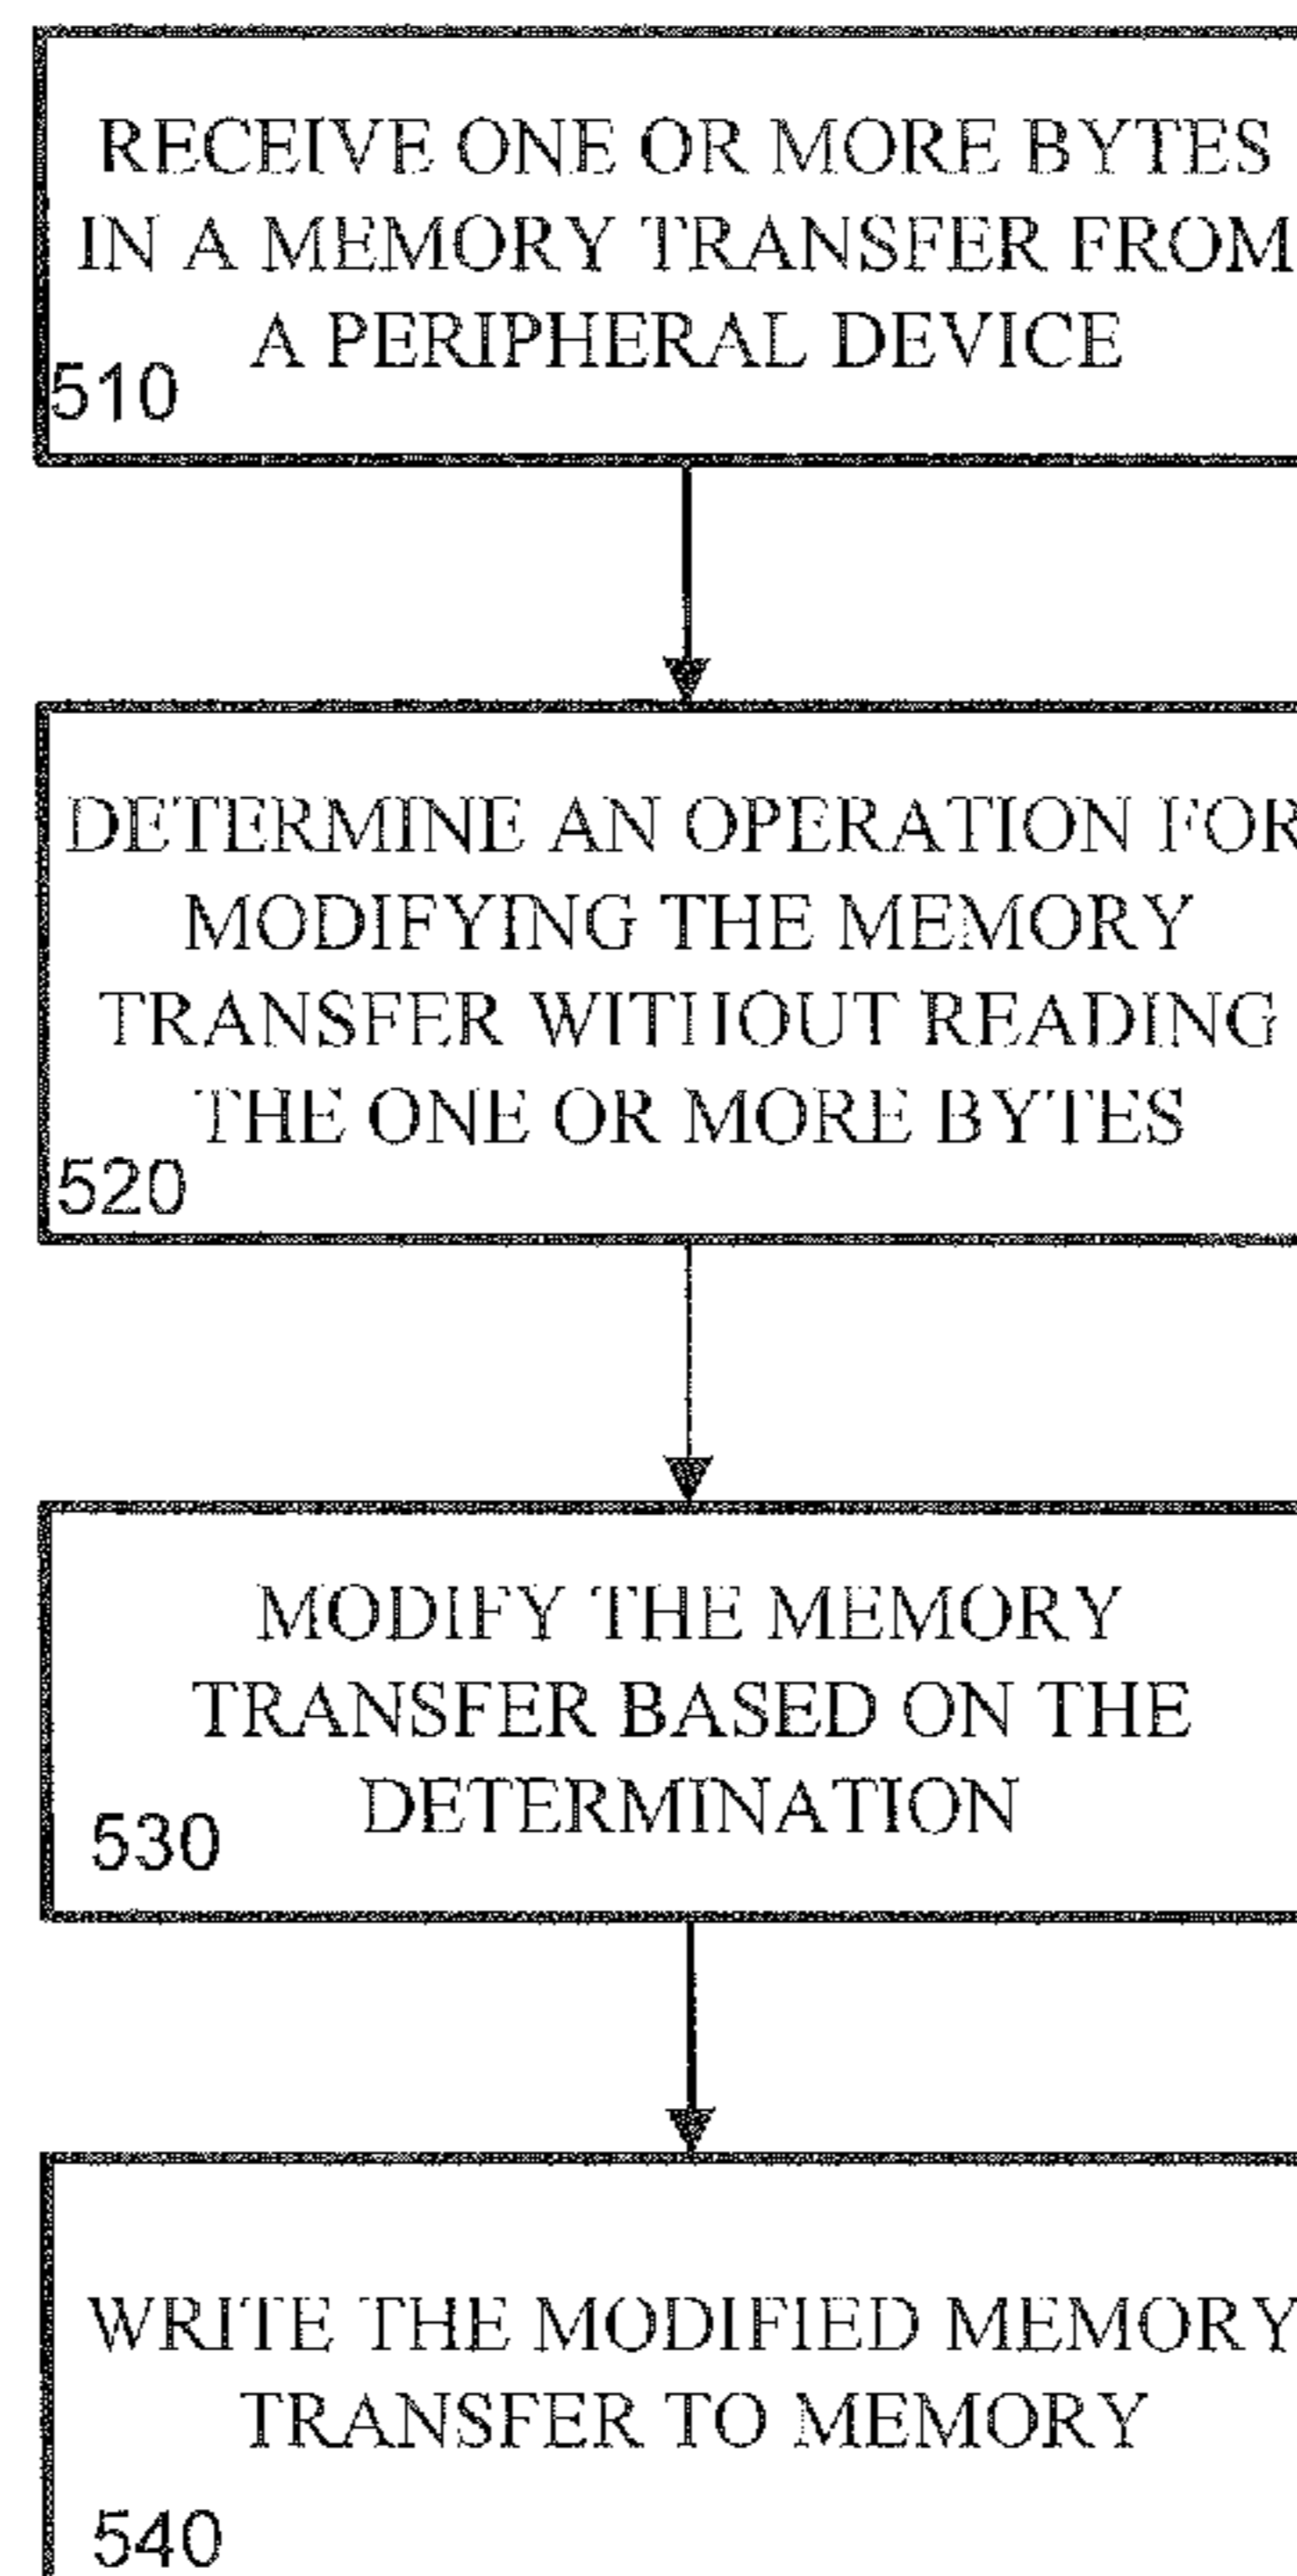 RECEIVE ONE OR MORE BYTES
IN A MEMORY TRANSFER FROM
A PERIPHERAL DEVICE
510
DETERMINE AN OPERATION FOR
MODIFYING THE MEMORY
TRANSFER WITHOUT READING
THE ONE OR MORE BYTES
520
MODIFY THE MEMORY
TRANSFER BASED ON THE
DETERMINATION
530
WRITE THE MODIFIED MEMORY
TRANSFER TO MEMORY
540